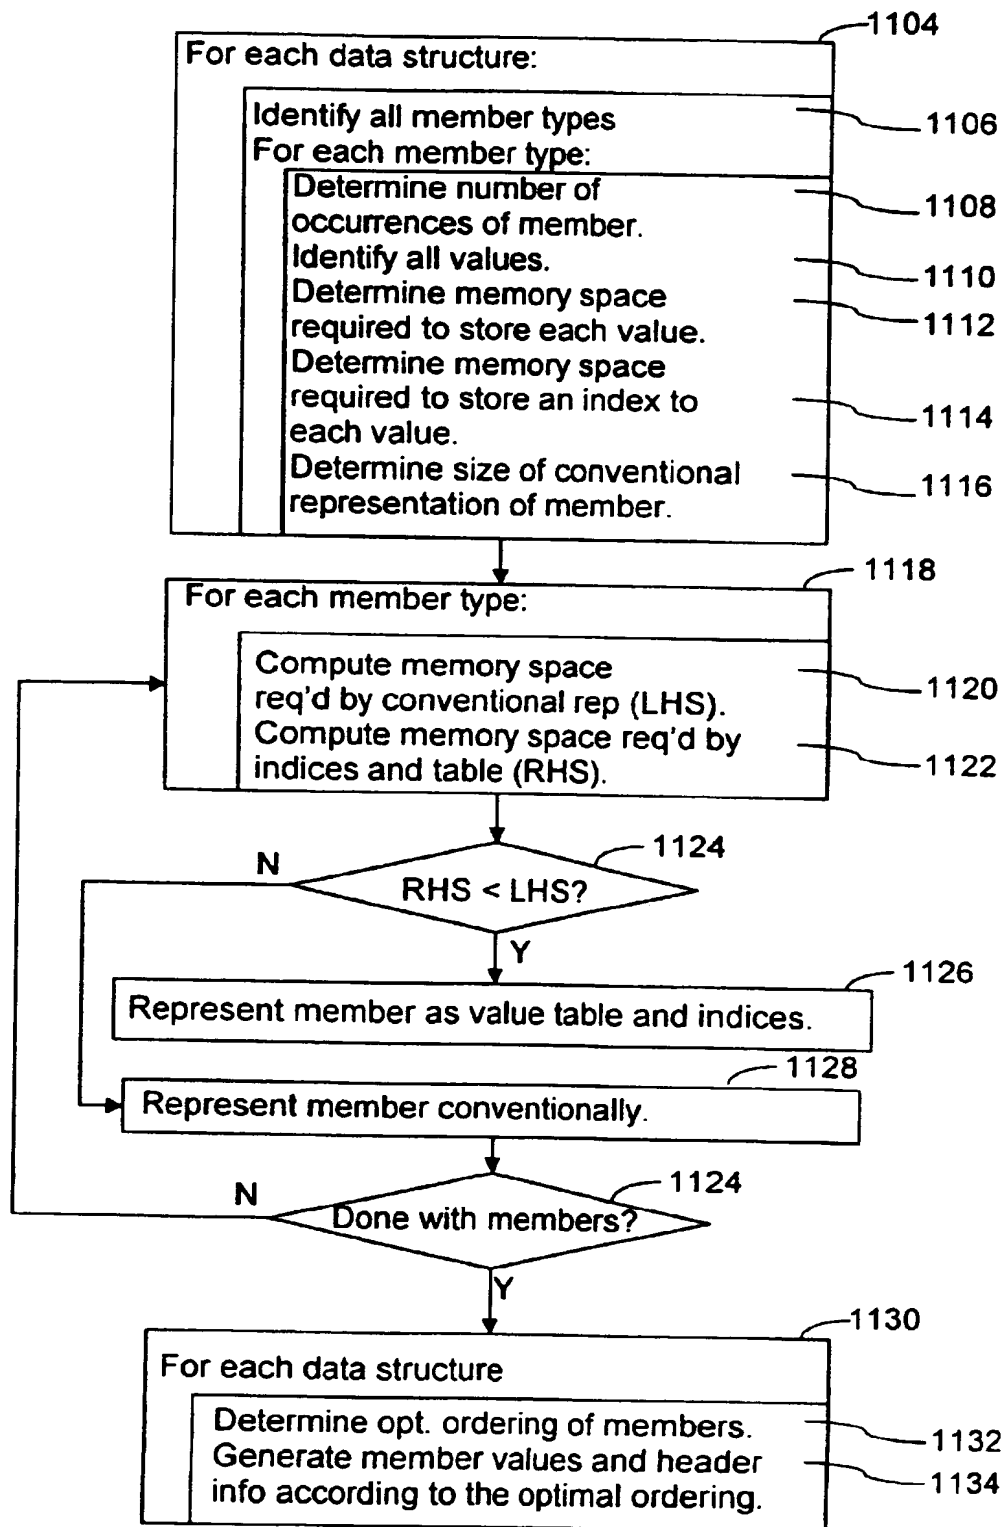 1104
For each data structure:
Identify all member types
1106
For each member type:
Determine number of
1108
occurrences of member.
Identify all values.
1110
Determine memory space
1112
required to store each value.
Determine memory space
required to store an index to
1114
each value.
Determine size of conventional
1116
representation of member.
1118
For each member type:
Compute memory space
1120
req'd by conventional rep (LHS).
Compute memory space req'd by
1122
indices and table (RHS).
1124
N
RHS < LHS?
Y
1126
Represent member as value table and indices.
1128
Represent member conventionally.
1124
N
Done with members?
Y
1130
For each data structure
Determine opt. ordering of members.
1132
Generate member values and header
1134
info according to the optimal ordering.